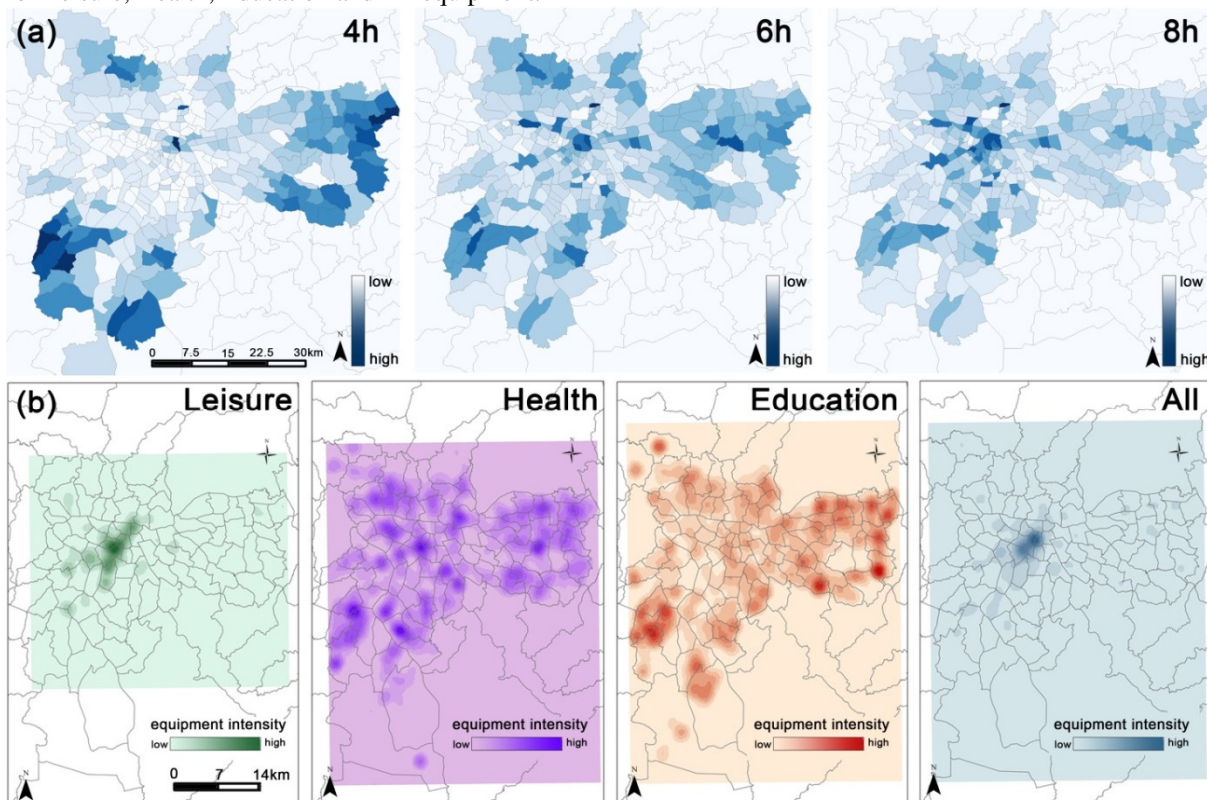 (a)
4h
6h
8h
low
high
N
0 7.5 15 22.5 30km
low
high
N
low
high
N
(b)
Leisure
Health
Education
All
equipment intensity
low high
0 7 14km
N
equipment intensity
low high
N
equipment intensity
low high
N
equipment intensity
low high
N